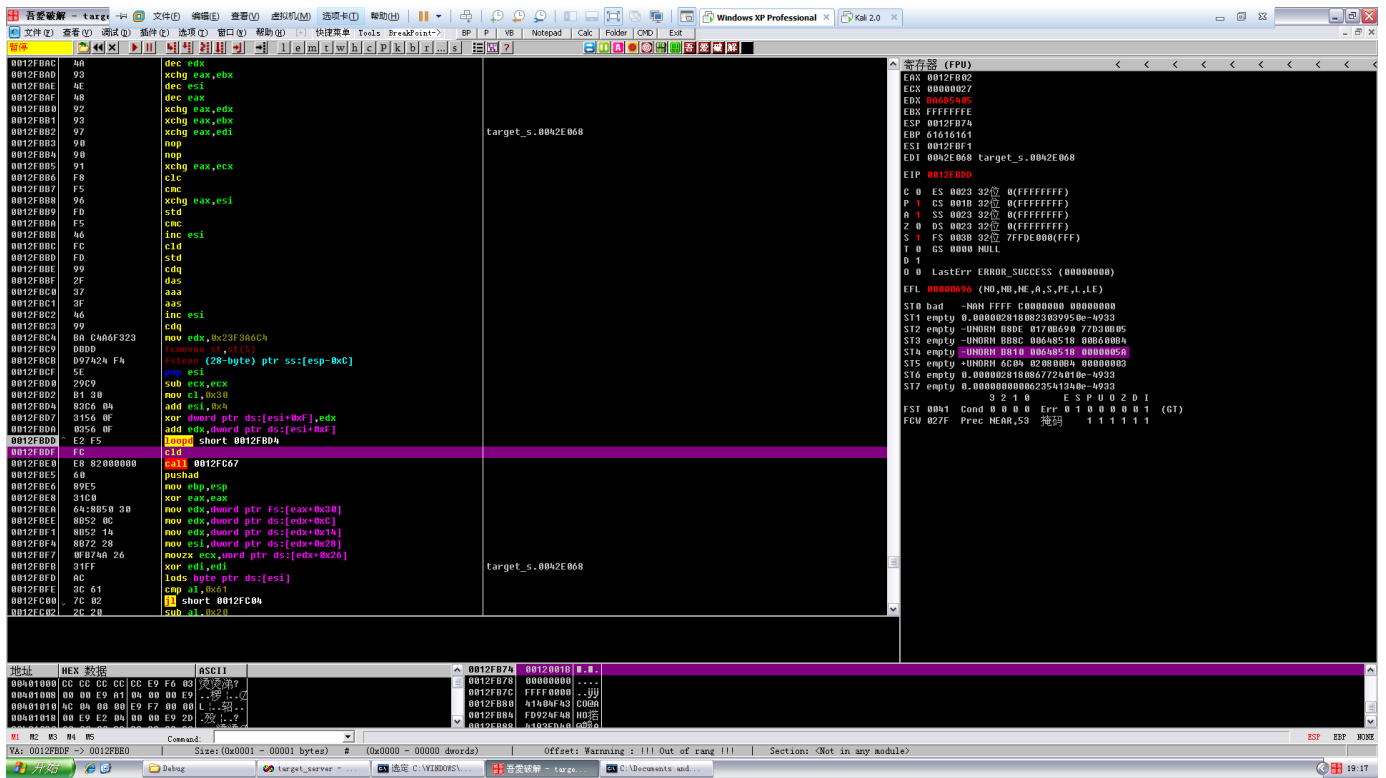 吾爱破解 - targe 文件(F) 编辑(E) 查看(V) 虚拟机(M) 选项卡(T) 帮助(H) Windows XP Professional × Kali 2.0 ×
文件(F) 查看(V) 调试(D) 插件(P) 选项(T) 窗口(W) 帮助(H) [+] 快捷菜单 Tools BreakPoint-> BP P VB Notepad Calc Folder CMD Exit
暂停 l e m t w h c P k b r ... s ? 吾 爱 破 解
0012FBAC 4A dec edx
0012FBAD 93 xchg eax,ebx
0012FBAE 4E dec esi
0012FBAF 48 dec eax
0012FBB0 92 xchg eax,edx
0012FBB1 93 xchg eax,ebx
0012FBB2 97 xchg eax,edi target_s.0042E068
0012FBB3 90 nop
0012FBB4 90 nop
0012FBB5 91 xchg eax,ecx
0012FBB6 F8 clc
0012FBB7 F5 cmc
0012FBB8 96 xchg eax,esi
0012FBB9 FD std
0012FBBA F5 cmc
0012FBBB 46 inc esi
0012FBBC FC cld
0012FBBD FD std
0012FBBE 99 cdq
0012FBBF 2F das
0012FBC0 37 aaa
0012FBC1 3F aas
0012FBC2 46 inc esi
0012FBC3 99 cdq
0012FBC4 BA C4A6F323 mov edx,0x23F3A6C4
0012FBC9 DBDD fcmovnu st,st(5)
0012FBCB D97424 F4 fstenv (28-byte) ptr ss:[esp-0xC]
0012FBCF 5E pop esi
0012FBD0 29C9 sub ecx,ecx
0012FBD2 B1 30 mov cl,0x30
0012FBD4 83C6 04 add esi,0x4
0012FBD7 3156 0F xor dword ptr ds:[esi+0xF],edx
0012FBDA 0356 0F add edx,dword ptr ds:[esi+0xF]
0012FBDD ^ E2 F5 loopd short 0012FBD4
0012FBDF FC cld
0012FBE0 E8 82000000 call 0012FC67
0012FBE5 60 pushad
0012FBE6 89E5 mov ebp,esp
0012FBE8 31C0 xor eax,eax
0012FBEA 64:8B50 30 mov edx,dword ptr fs:[eax+0x30]
0012FBEE 8B52 0C mov edx,dword ptr ds:[edx+0xC]
0012FBF1 8B52 14 mov edx,dword ptr ds:[edx+0x14]
0012FBF4 8B72 28 mov esi,dword ptr ds:[edx+0x28]
0012FBF7 0FB74A 26 movzx ecx,word ptr ds:[edx+0x26]
0012FBFB 31FF xor edi,edi target_s.0042E068
0012FBFD AC lods byte ptr ds:[esi]
0012FBFE 3C 61 cmp al,0x61
0012FC00 7C 02 jl short 0012FC04
0012FC02 2C 20 sub al,0x20
寄存器 (FPU) < < < < < < < < < <
EAX 0012FB02
ECX 00000027
EDX 8A6D5405
EBX FFFFFFFE
ESP 0012FB74
EBP 61616161
ESI 0012FBF1
EDI 0042E068 target_s.0042E068
EIP 0012FBDD
C 0 ES 0023 32位 0(FFFFFFFF)
P 1 CS 001B 32位 0(FFFFFFFF)
A 1 SS 0023 32位 0(FFFFFFFF)
Z 0 DS 0023 32位 0(FFFFFFFF)
S 1 FS 003B 32位 7FFDE000(FFF)
T 0 GS 0000 NULL
D 1
O 0 LastErr ERROR_SUCCESS (00000000)
EFL 00000696 (NO,NB,NE,A,S,PE,L,LE)
ST0 bad -NAN FFFF C0000000 00000000
ST1 empty 0.0000028180823039950e-4933
ST2 empty -UNORM B8DE 0170B690 77D30B05
ST3 empty -UNORM BB8C 00648518 00B600B4
ST4 empty -UNORM B810 00648518 0000005A
ST5 empty +UNORM 6C04 020800B4 00000003
ST6 empty 0.0000028180867724010e-4933
ST7 empty 0.0000000000623541340e-4933
3 2 1 0 E S P U O Z D I
FST 0041 Cond 0 0 0 0 Err 0 1 0 0 0 0 0 1 (GT)
FCW 027F Prec NEAR,53 掩码 1 1 1 1 1 1
地址 HEX 数据 ASCII
00401000 CC CC CC CC CC E9 F6 03
00401008 00 00 E9 A1 04 00 00 E9
00401010 4C 04 00 00 E9 F7 00 00
00401018 00 E9 E2 04 00 00 E9 2D
0012FB74 0012001B
0012FB78 00000000 ....
0012FB7C FFFF0000 ..ÿÿ
0012FB80 41404F43 CO@A
0012FB84 FD924F48
0012FB88
M1 M2 M3 M4 M5 Command: ESP EBP NONE
VA: 0012FBDF -> 0012FBE0 | Size:(0x0001 - 00001 bytes) # (0x0000 - 00000 dwords) | Offset: Warnning : !!! Out of rang !!! | Section: <Not in any module>
开始 Debug target_server - ... 选定 C:\WINDOWS\... 吾爱破解 - targe... C:\Documents and... 19:17